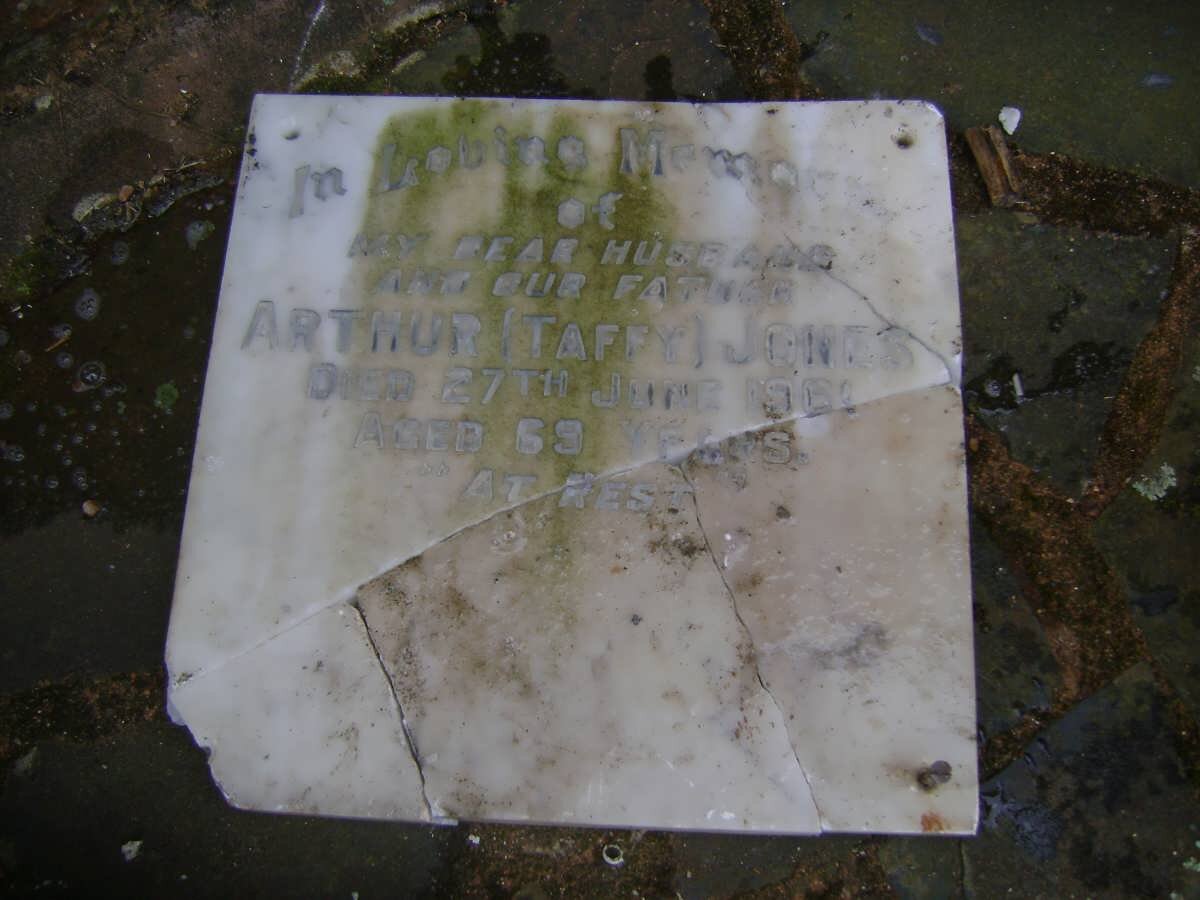 In Loving Memory
of
MY DEAR HUSBAND
AND OUR FATHER
ARTHUR (TAFFY) JONES
DIED 27TH JUNE 1961
AGED 69 YEARS.
"AT REST"